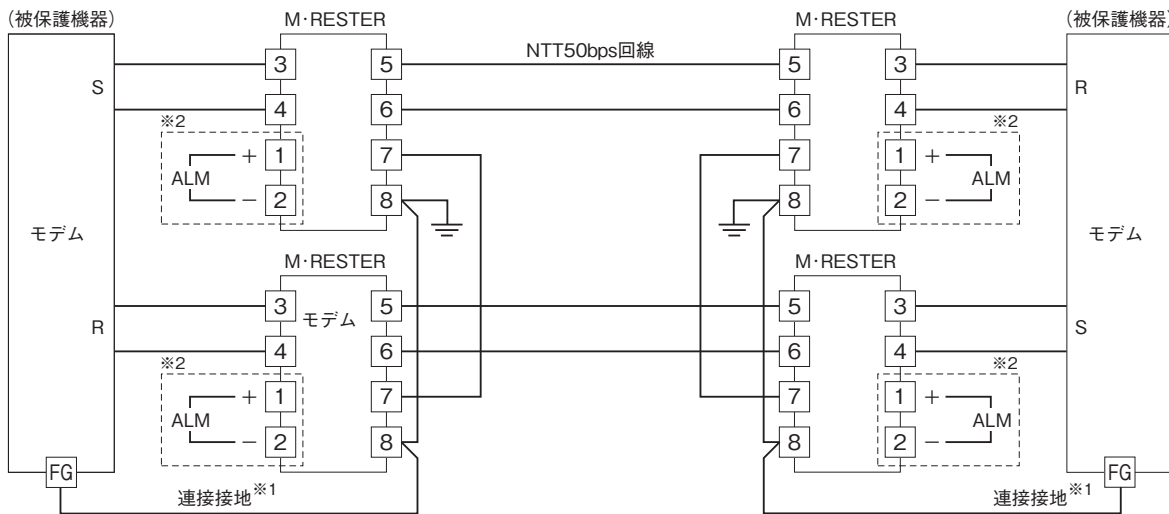 (被保護機器) M·RESTER M·RESTER (被保護機器)
3 5 NTT50bps回線 5 3
S R
4 6 6 4
※2 ※2
+ 1 7 7 1 +
ALM ALM
− 2 8 8 2 −
モデム モデム
M·RESTER M·RESTER
3 モデム 5 5 3
R S
4 6 6 4
※2 ※2
+ 1 7 7 1 +
ALM ALM
− 2 8 8 2 −
FG FG
連接接地※1 連接接地※1